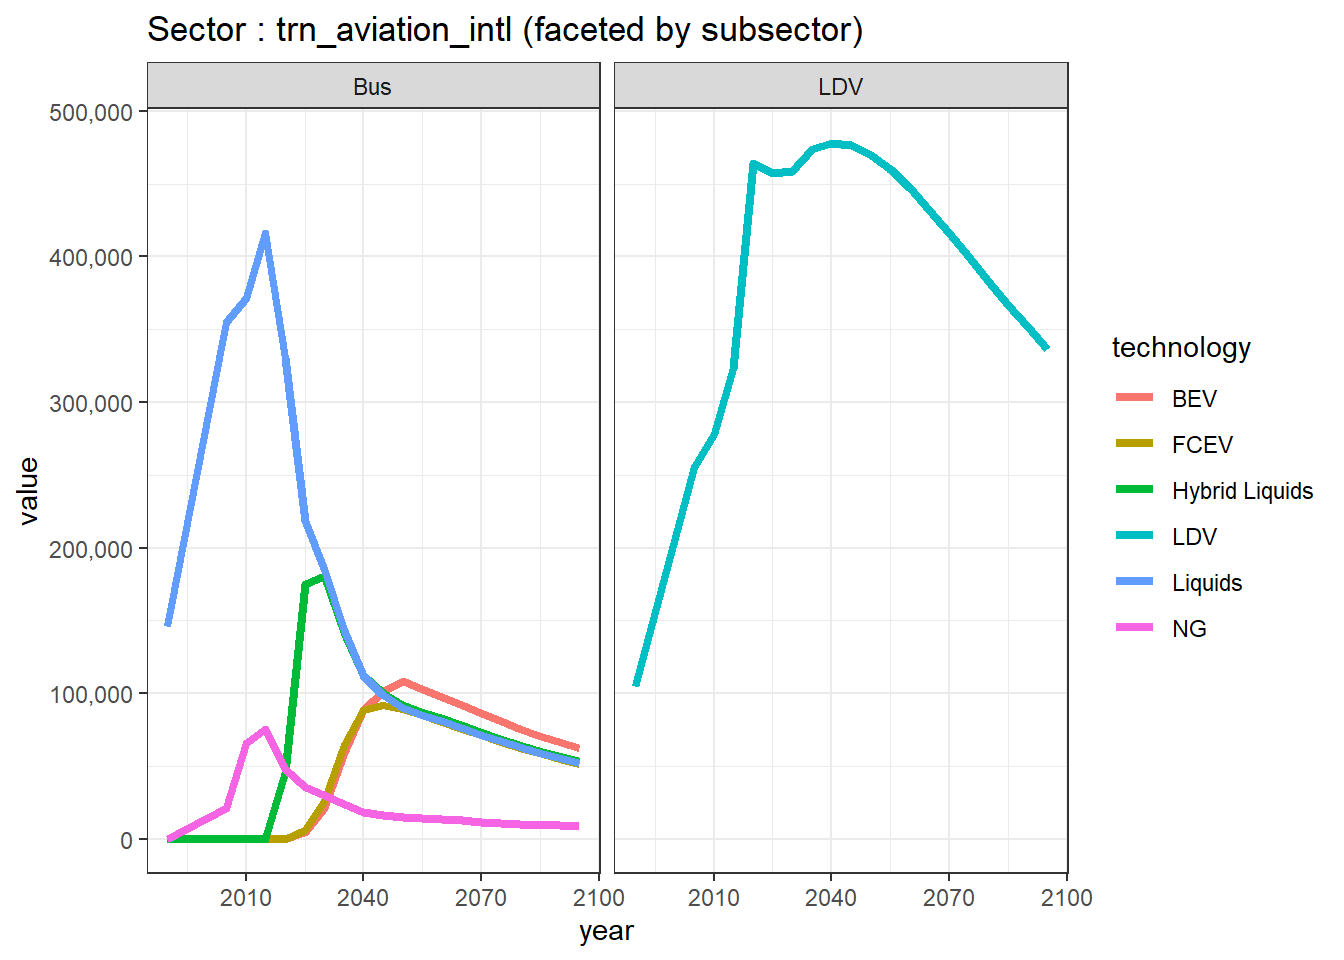 Sector : trn_aviation_intl (faceted by subsector)
Bus
LDV
500,000
400,000
300,000
200,000
100,000
0
value
2010
2040
2070
2100
2010
2040
2070
2100
year
technology
BEV
FCEV
Hybrid Liquids
LDV
Liquids
NG